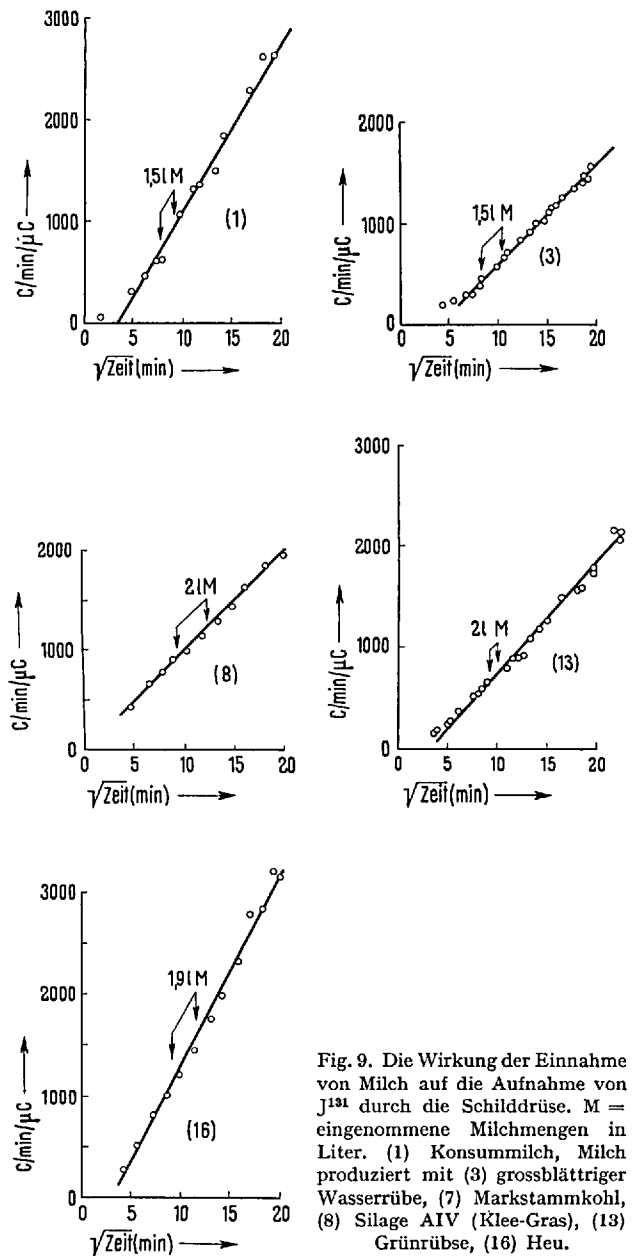 3000
2000
1000
0
C/min/µC
1,5l M
(1)
0 5 10 15 20
√Zeit(min)
2000
1000
0
C/min/µC
1,5l M
(3)
0 5 10 15 20
√Zeit(min)
2000
1000
0
C/min/µC
2l M
(8)
0 5 10 15 20
√Zeit(min)
3000
2000
1000
0
C/min/µC
2l M
(13)
0 5 10 15 20
√Zeit(min)
3000
2000
1000
0
C/min/µC
1,9l M
(16)
0 5 10 15 20
√Zeit(min)
Fig. 9. Die Wirkung der Einnahme
von Milch auf die Aufnahme von
J¹³¹ durch die Schilddrüse. M =
eingenommene Milchmengen in
Liter. (1) Konsummilch, Milch
produziert mit (3) grossblättriger
Wasserrübe, (7) Markstammkohl,
(8) Silage AIV (Klee-Gras), (13)
Grünrübse, (16) Heu.